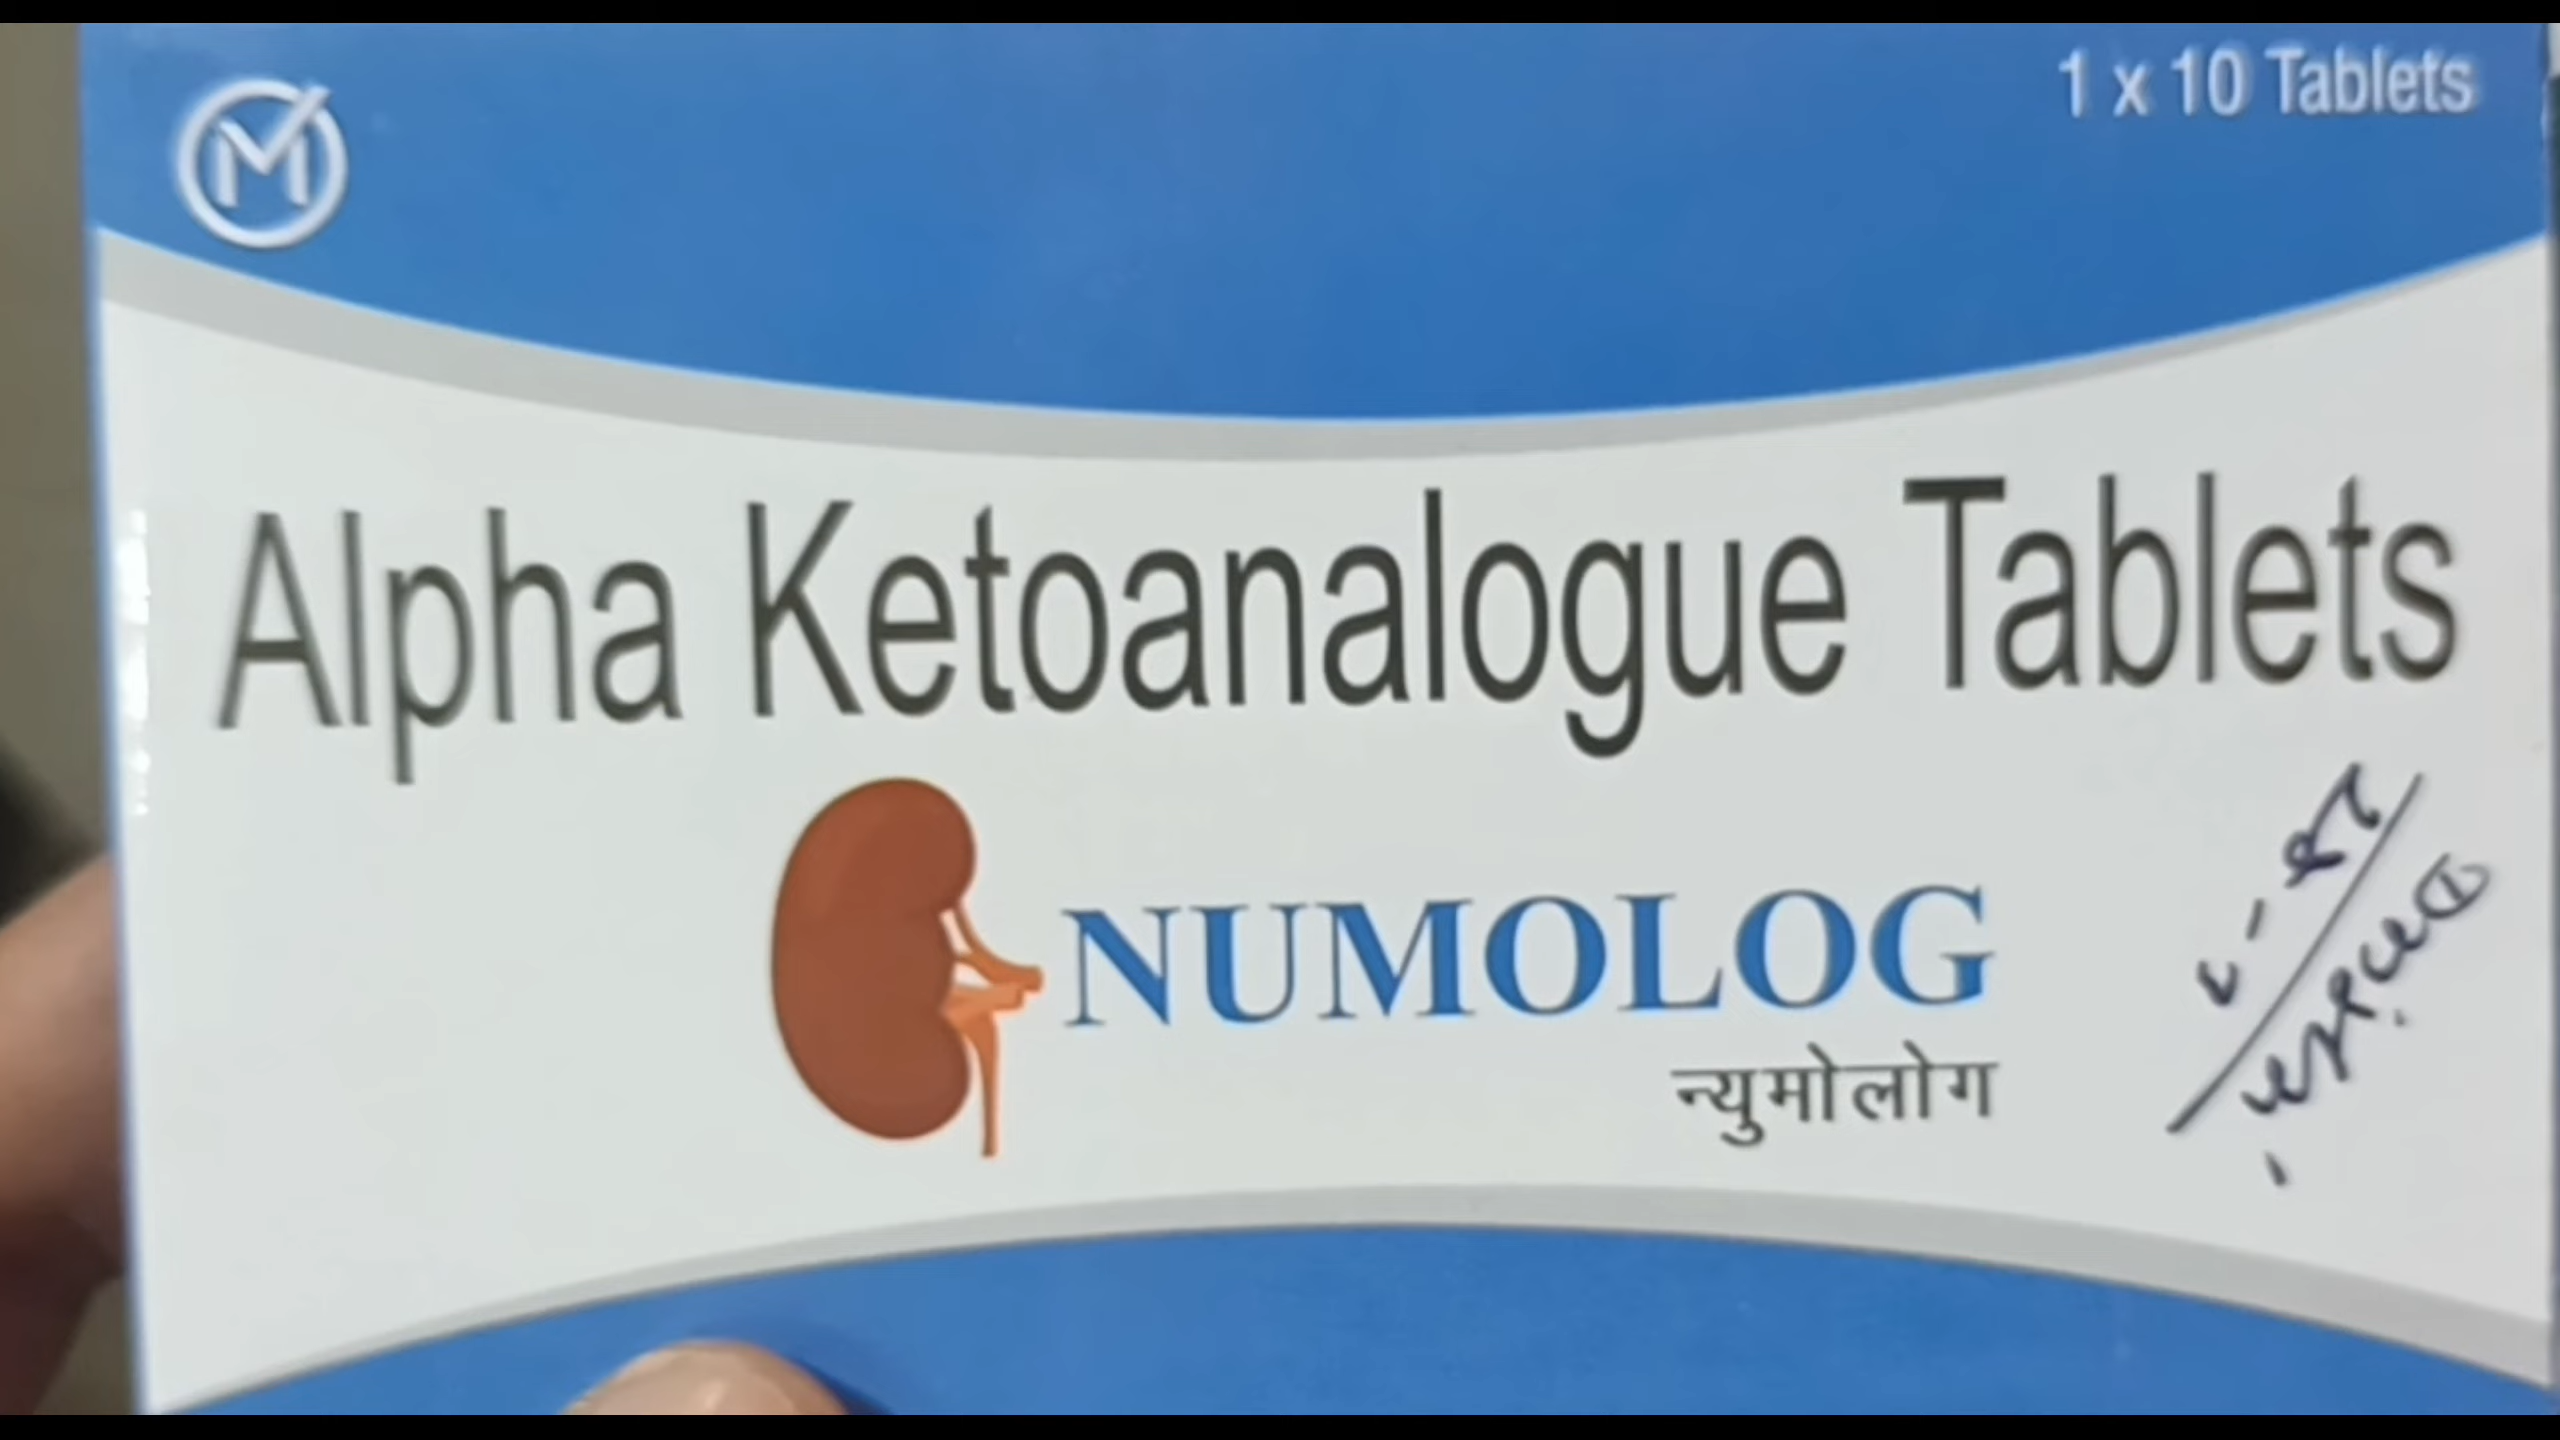 1 x 10 Tablets
Alpha Ketoanalogue Tablets
NUMOLOG
न्युमोलोग